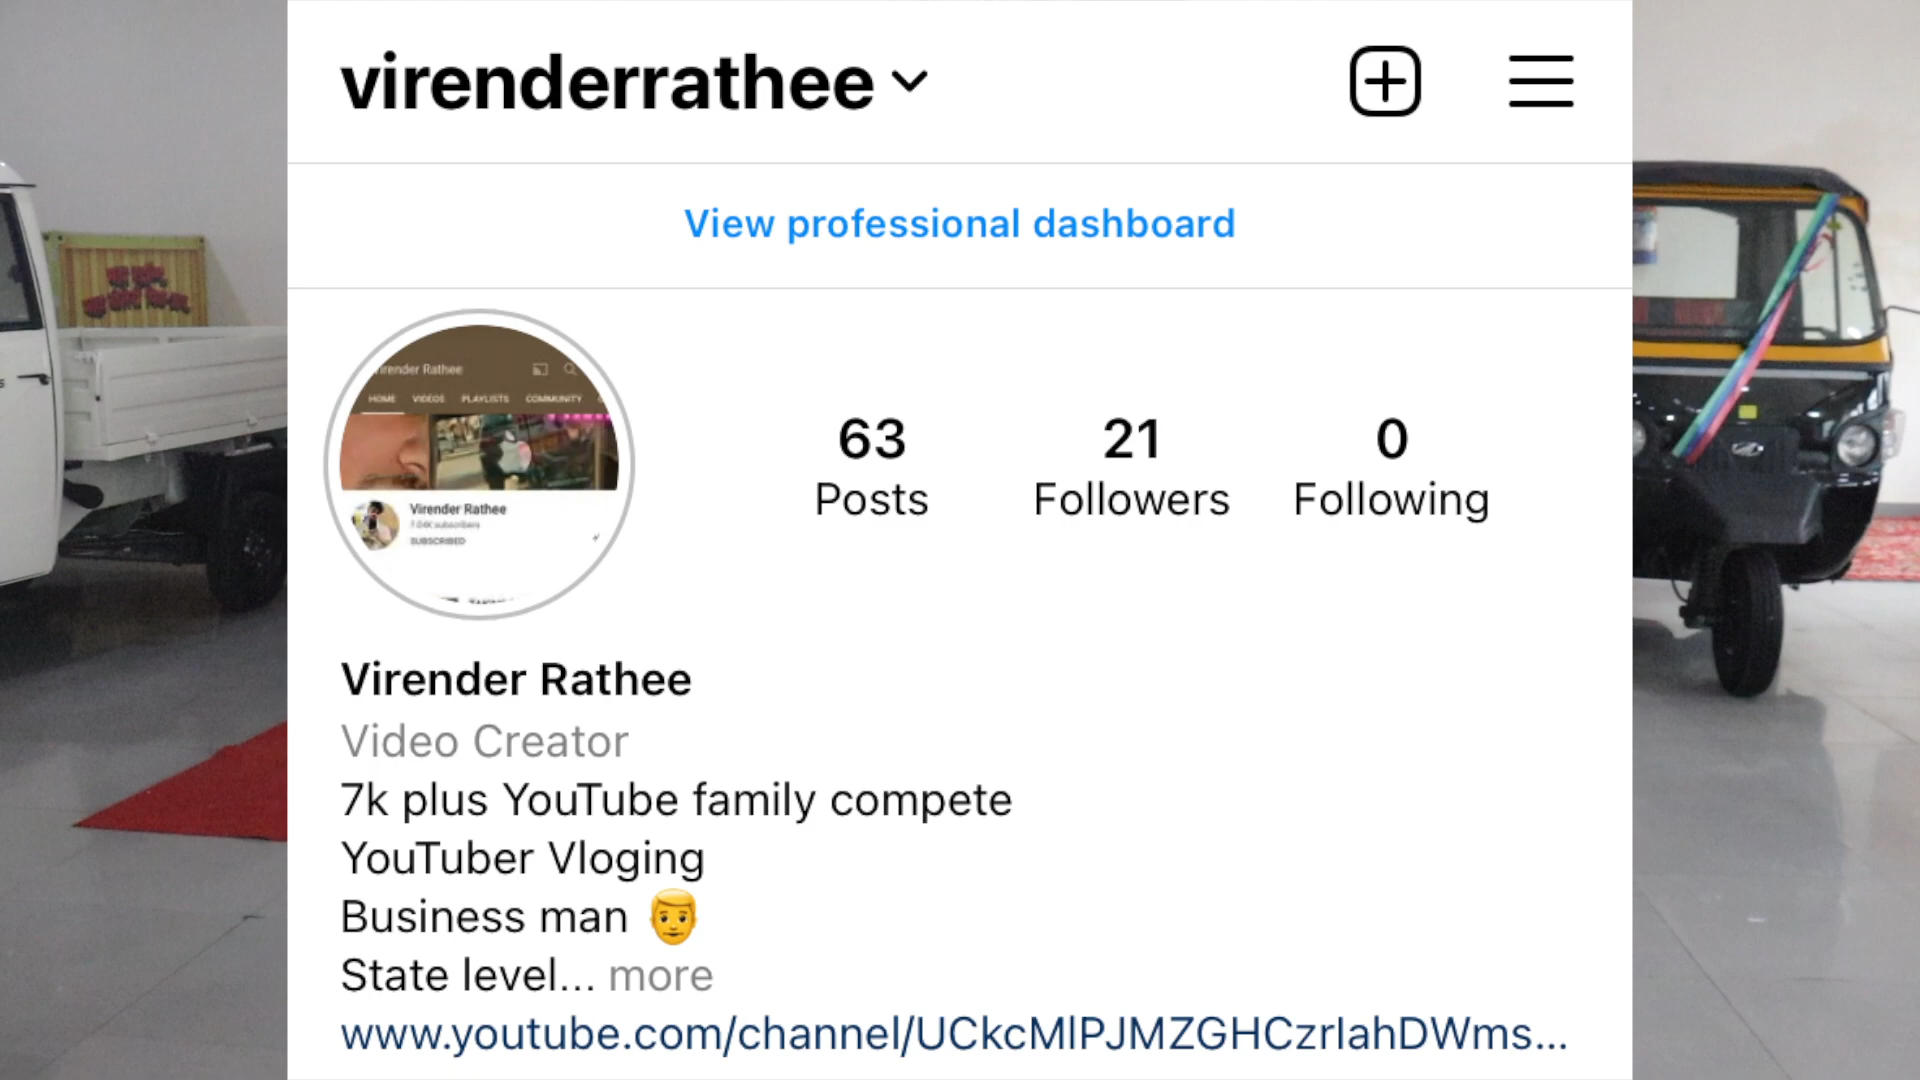 virenderrathee
View professional dashboard
Virender Rathee
HOME VIDEOS PLAYLISTS COMMUNITY
Virender Rathee
SUBSCRIBED
63 Posts
21 Followers
0 Following
Virender Rathee
Video Creator
7k plus YouTube family compete
YouTuber Vloging
Business man 👨
State level... more
www.youtube.com/channel/UCkcMlPJMZGHCzrlahDWms...